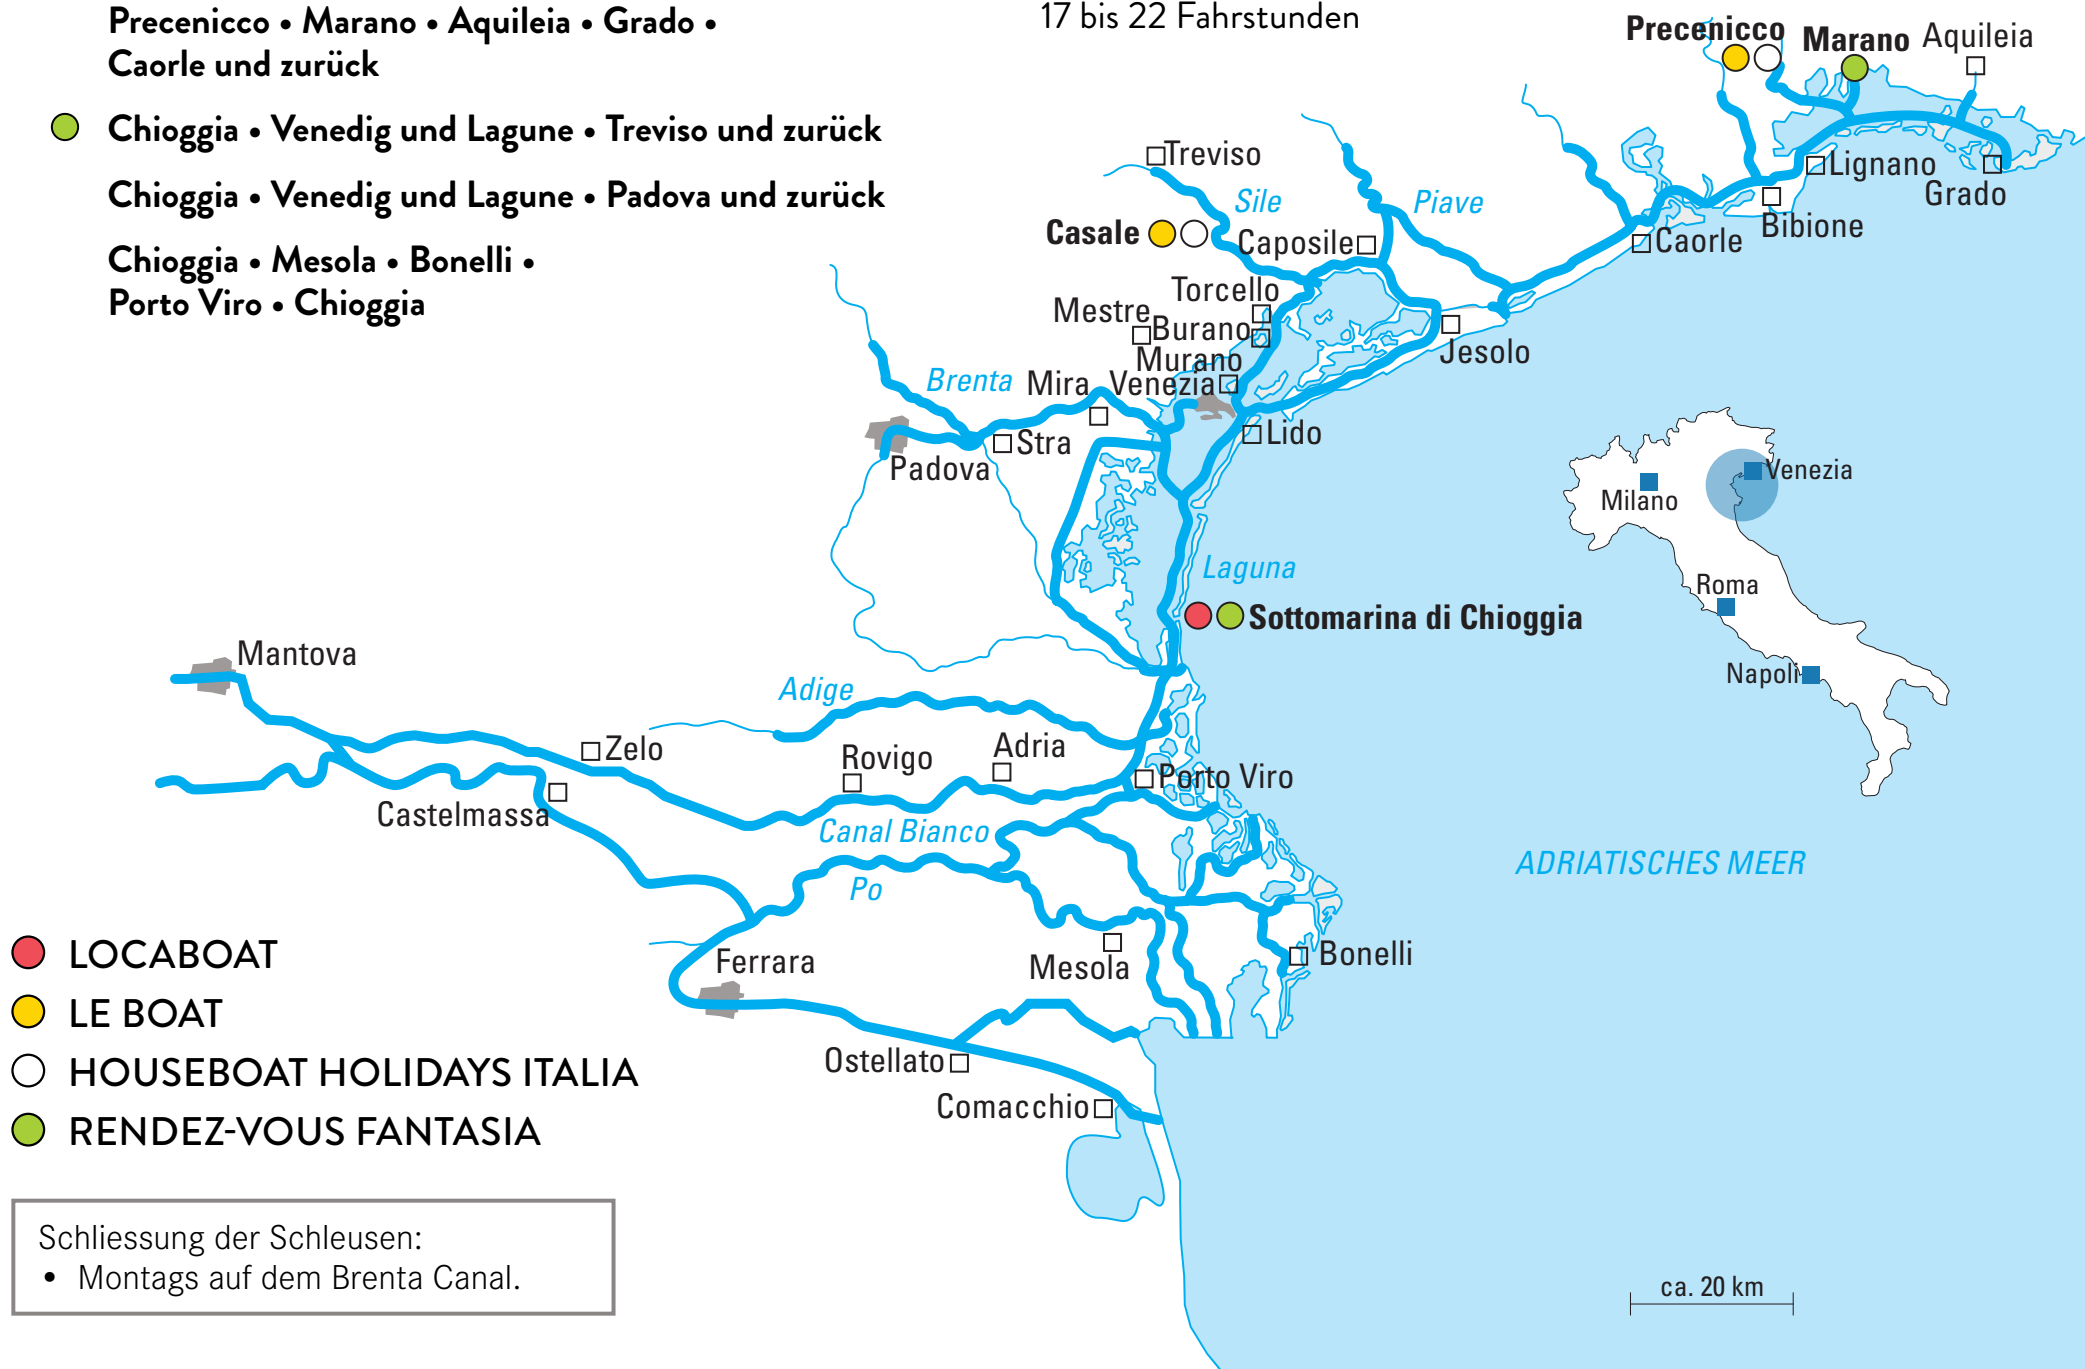 Precenicco • Marano • Aquileia • Grado •
Caorle und zurück
Chioggia • Venedig und Lagune • Treviso und zurück
Chioggia • Venedig und Lagune • Padova und zurück
Chioggia • Mesola • Bonelli •
Porto Viro • Chioggia
17 bis 22 Fahrstunden
Precenicco
Marano
Aquileia
Treviso
Sile
Piave
Lignano
Grado
Casale
Caposile
Caorle
Bibione
Torcello
Mestre
Burano
Murano
Jesolo
Brenta
Mira
Venezia
Stra
Lido
Padova
Laguna
Sottomarina di Chioggia
Venezia
Milano
Roma
Napoli
Mantova
Adige
Zelo
Rovigo
Adria
Porto Viro
Castelmassa
Canal Bianco
Po
ADRIATISCHES MEER
Ferrara
Mesola
Bonelli
Ostellato
Comacchio
LOCABOAT
LE BOAT
HOUSEBOAT HOLIDAYS ITALIA
RENDEZ-VOUS FANTASIA
Schliessung der Schleusen:
• Montags auf dem Brenta Canal.
ca. 20 km